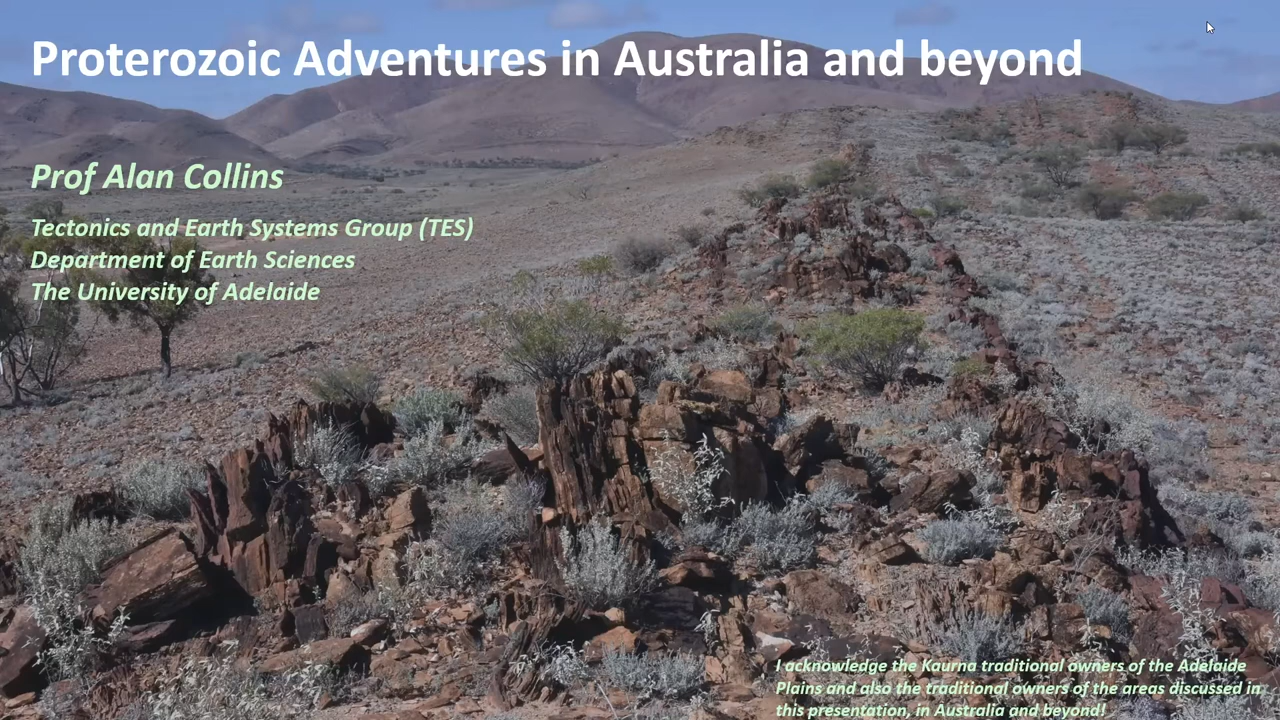 Proterozoic Adventures in Australia and beyond
Prof Alan Collins
Tectonics and Earth Systems Group (TES)
Department of Earth Sciences
The University of Adelaide
I acknowledge the Kaurna traditional owners of the Adelaide
Plains and also the traditional owners of the areas discussed in
this presentation, in Australia and beyond!